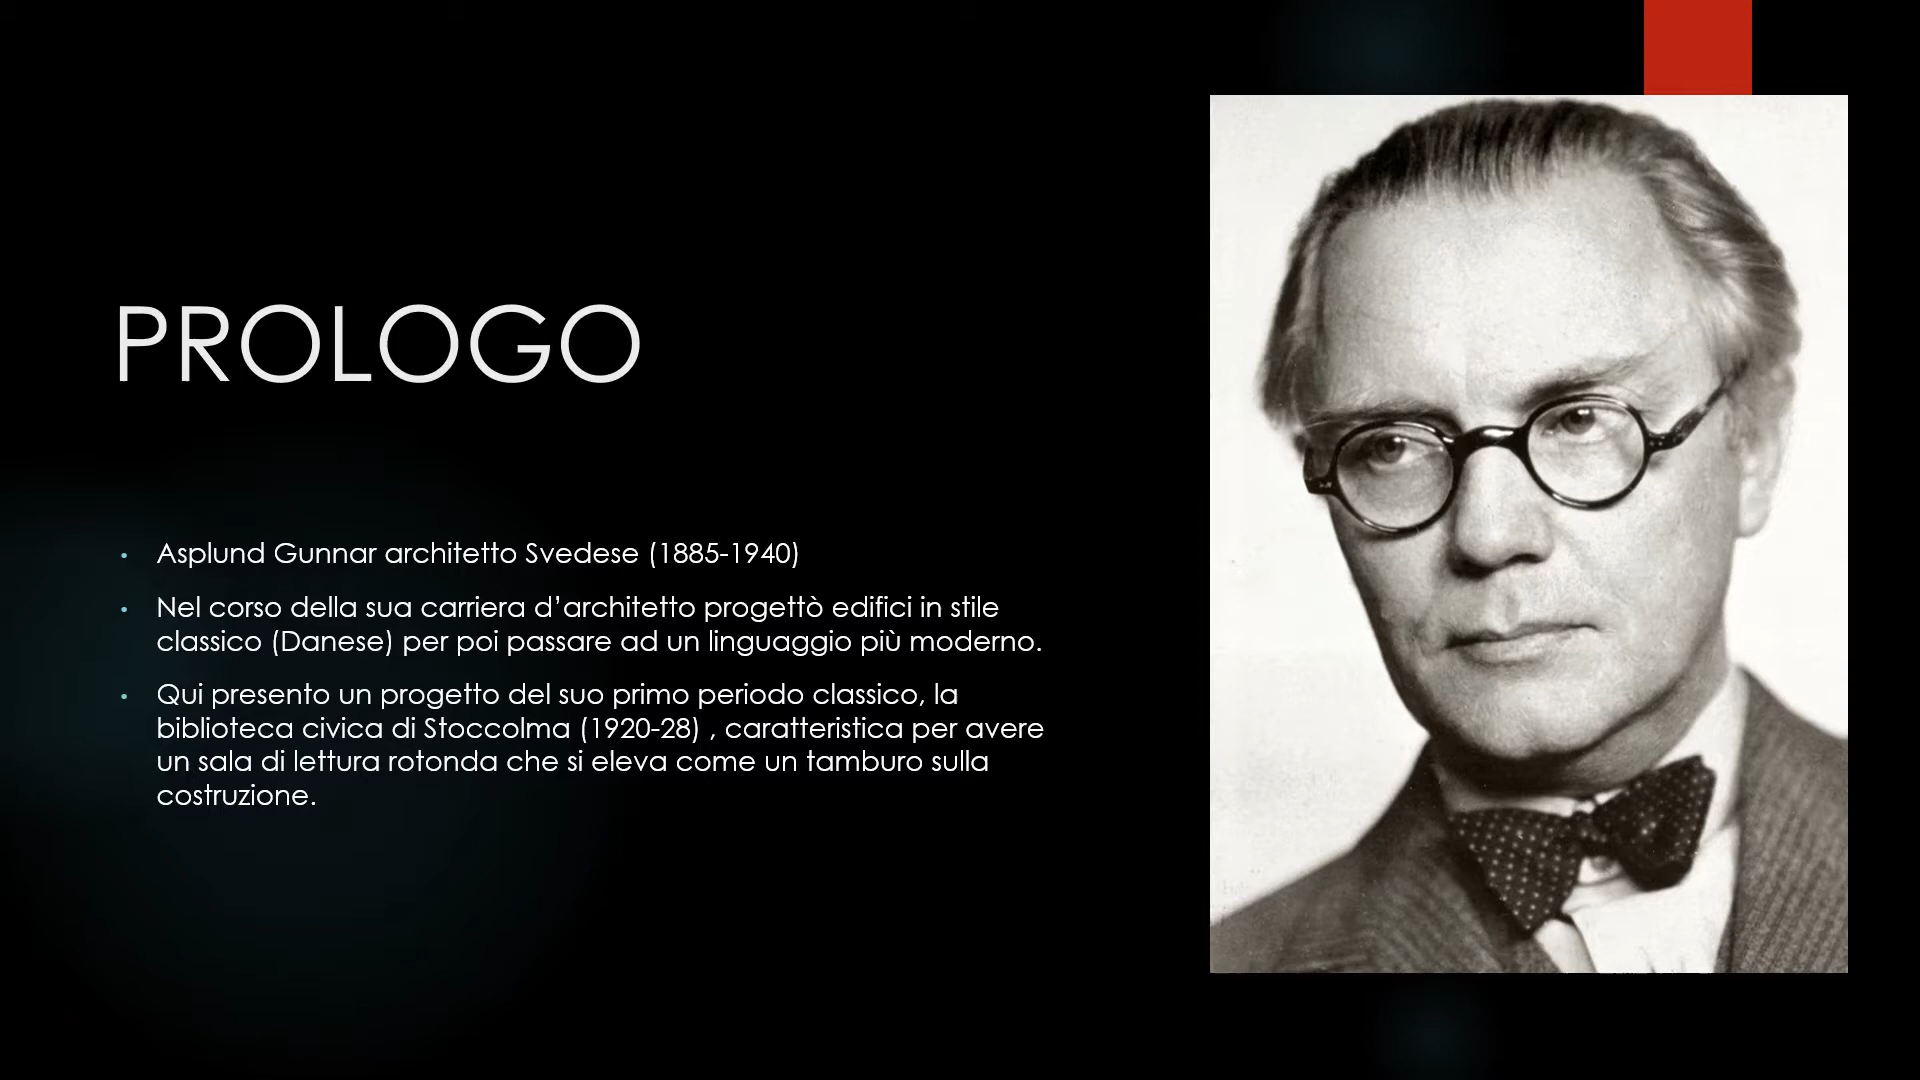 PROLOGO
• Asplund Gunnar architetto Svedese (1885-1940)
• Nel corso della sua carriera d’architetto progettò edifici in stile
classico (Danese) per poi passare ad un linguaggio più moderno.
• Qui presento un progetto del suo primo periodo classico, la
biblioteca civica di Stoccolma (1920-28) , caratteristica per avere
un sala di lettura rotonda che si eleva come un tamburo sulla
costruzione.